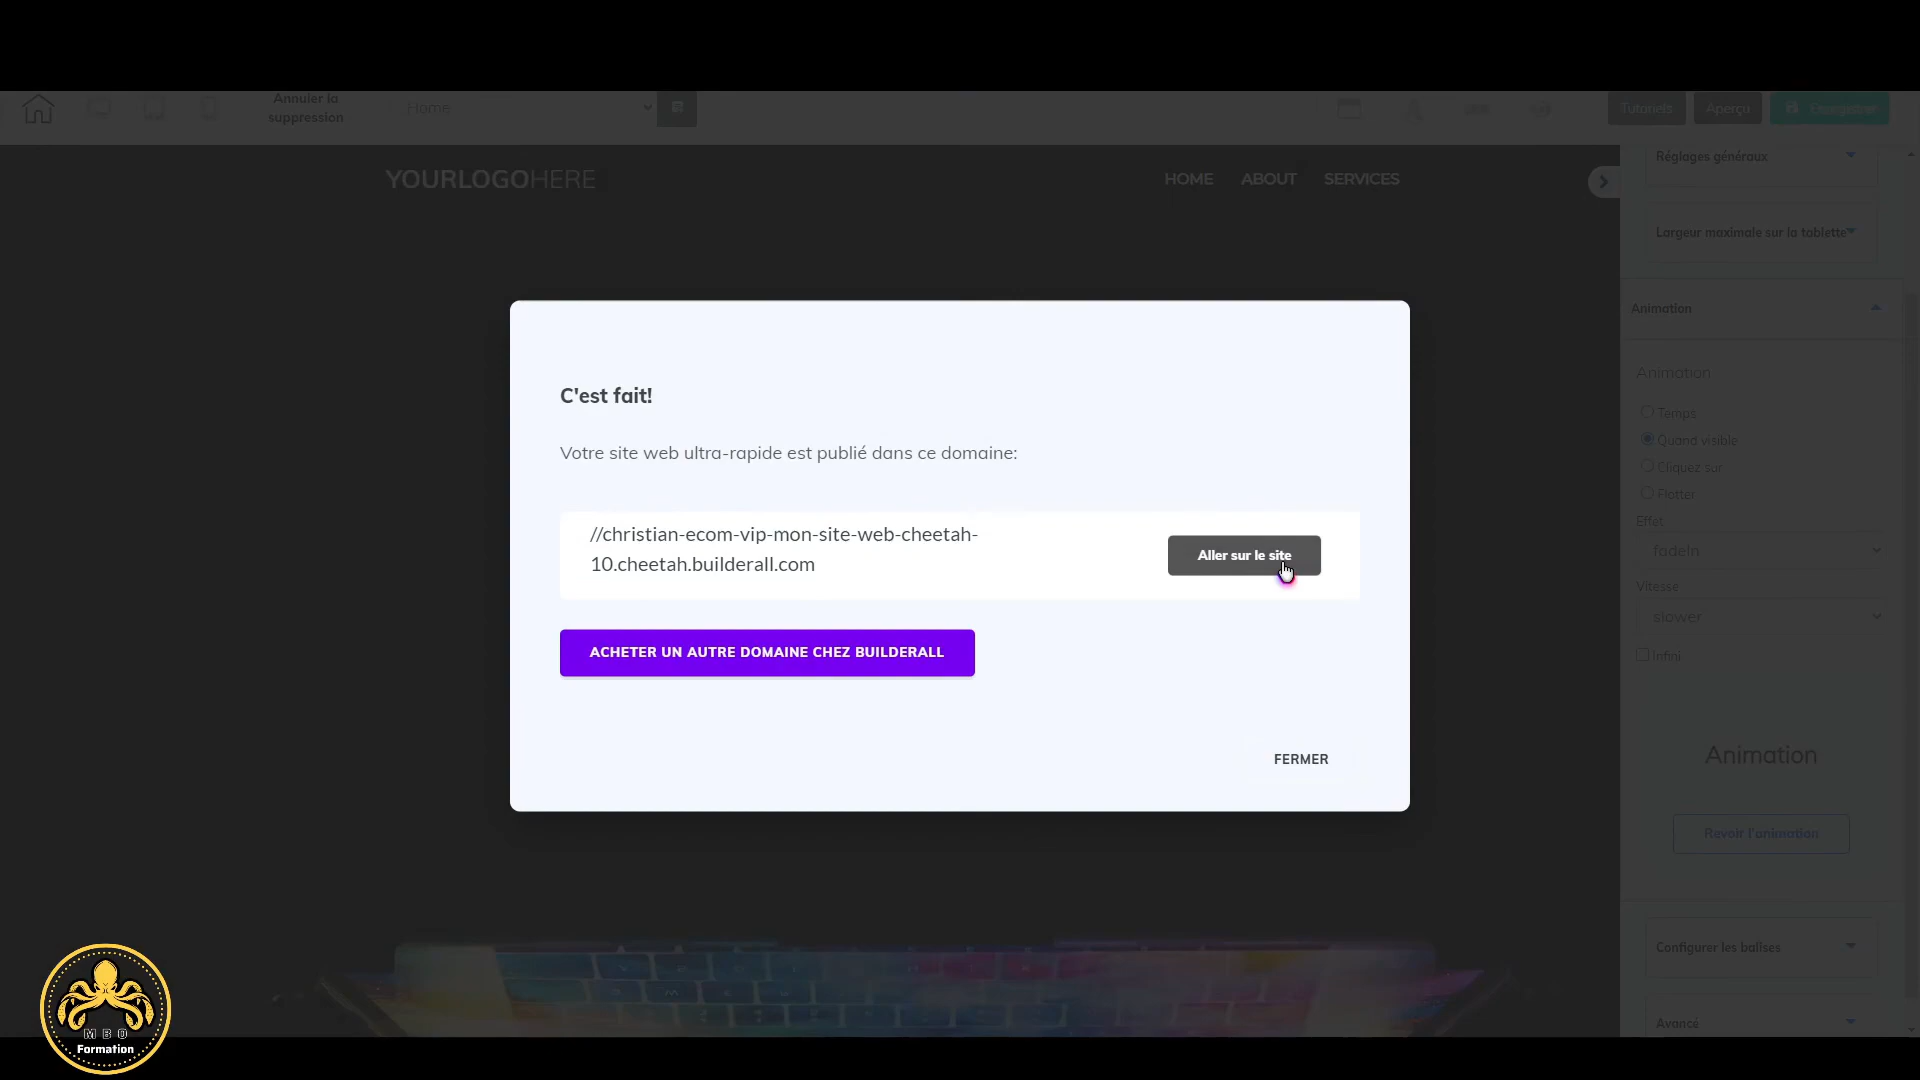 Annuler la
suppression
Home
Tutoriels
Aperçu
Enregistrer
YOURLOGOHERE
HOME
ABOUT
SERVICES
Réglages généraux
Largeur maximale sur la tablette
Animation
Animation
Temps
Quand visible
Cliquez sur
Flotter
Effet
fadeIn
Vitesse
slower
Infini
Animation
Revoir l'animation
Configurer les balises
Avancé
C'est fait!
Votre site web ultra-rapide est publié dans ce domaine:
//christian-ecom-vip-mon-site-web-cheetah-
10.cheetah.builderall.com
Aller sur le site
ACHETER UN AUTRE DOMAINE CHEZ BUILDERALL
FERMER
MBO
Formation